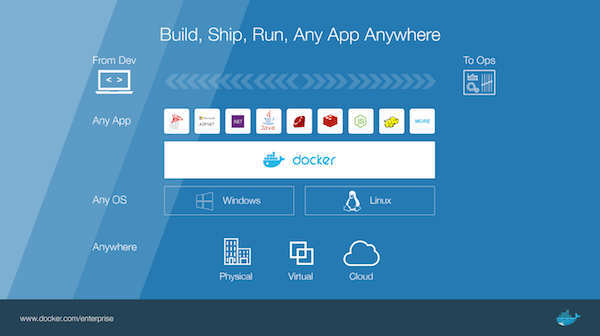 Build, Ship, Run, Any App Anywhere
From Dev
To Ops
Any App
ASP.NET
.NET
Java
JS
MORE
docker
Any OS
Windows
Linux
Anywhere
Physical
Virtual
Cloud
www.docker.com/enterprise